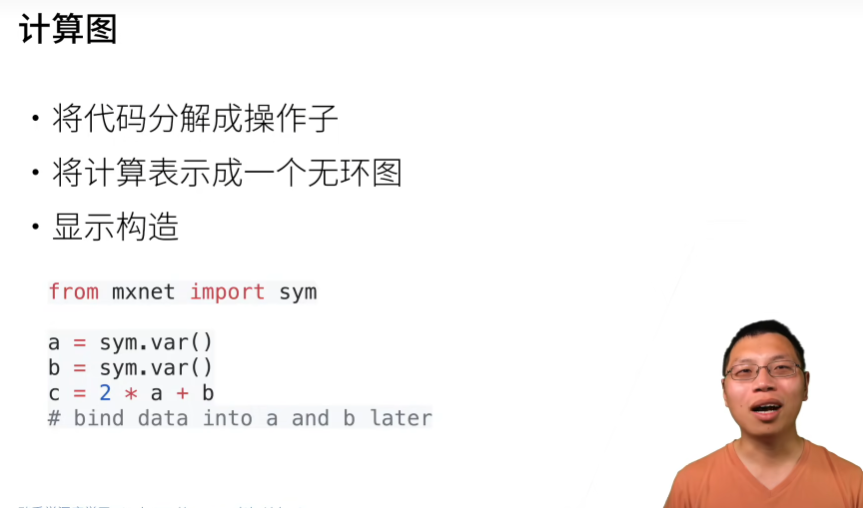 计算图
• 将代码分解成操作子
• 将计算表示成一个无环图
• 显示构造
from mxnet import sym
a = sym.var()
b = sym.var()
c = 2 * a + b
# bind data into a and b later